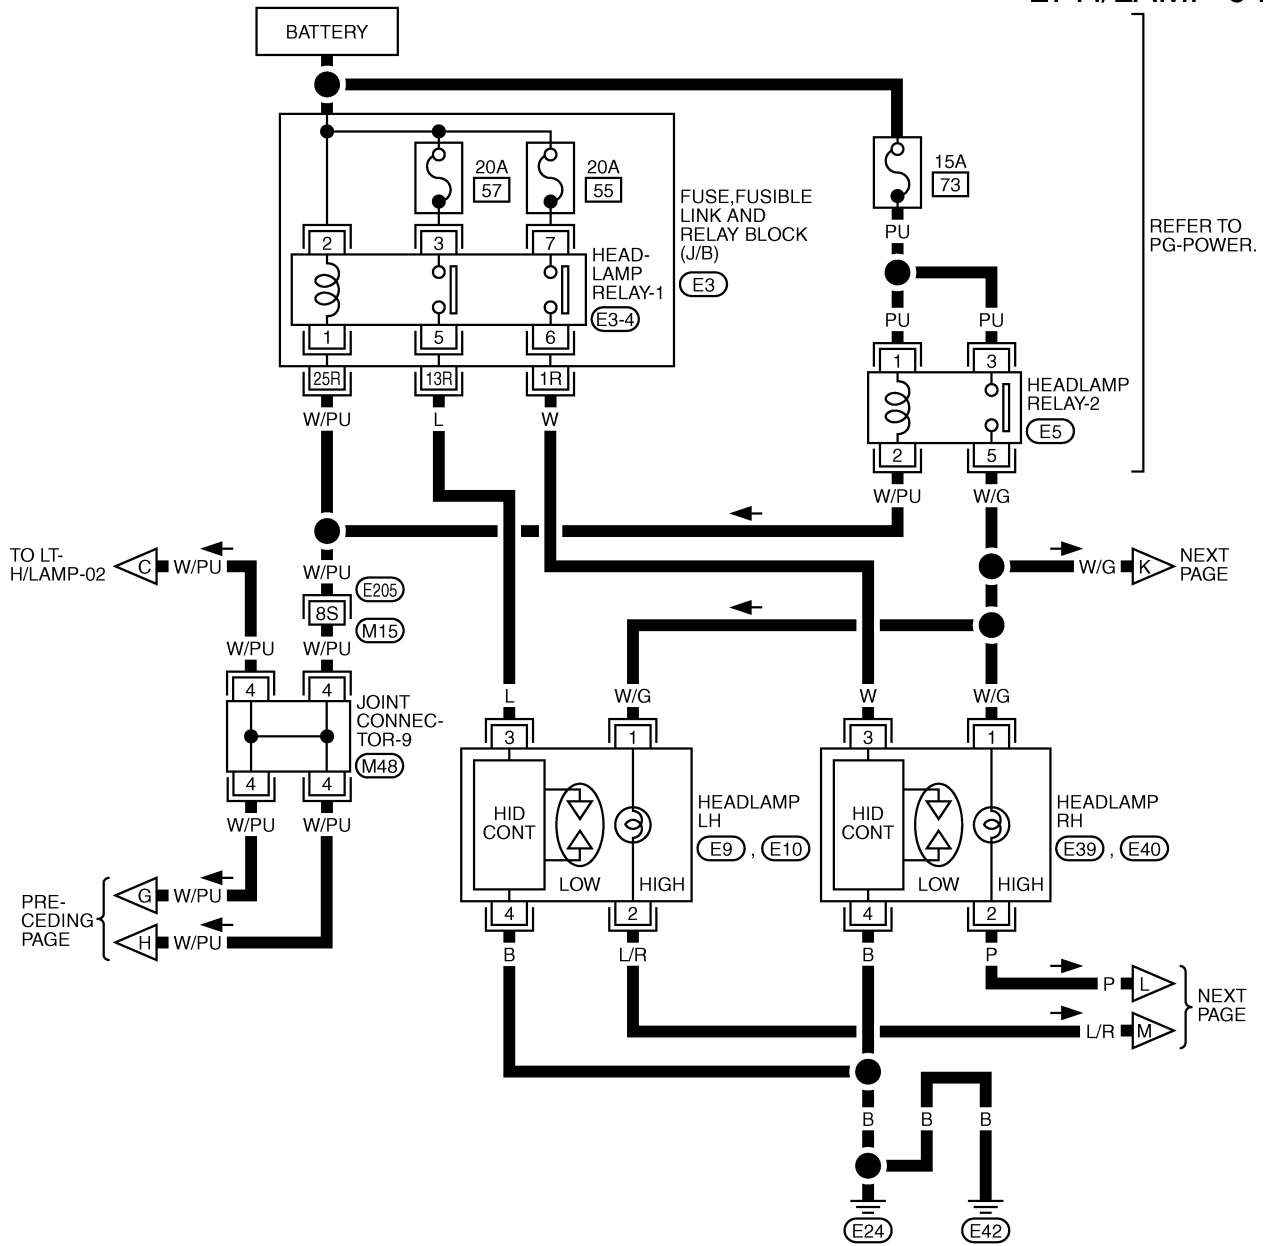 BATTERY
20A
57
20A
55
15A
73
FUSE,FUSIBLE
LINK AND
RELAY BLOCK
(J/B)
E3
REFER TO
PG-POWER.
PU
2
3
7
HEAD-
LAMP
RELAY-1
E3-4
1
5
6
25R
13R
1R
W/PU
L
W
PU
PU
1
3
HEADLAMP
RELAY-2
E5
2
5
W/PU
W/G
TO LT-
H/LAMP-02
C
W/PU
W/PU
E205
8S
M15
W/G
K
NEXT
PAGE
W/PU
W/PU
4
4
JOINT
CONNEC-
TOR-9
M48
4
4
W/PU
W/PU
L
W/G
W
W/G
3
1
3
1
HID
CONT
LOW
HIGH
HEADLAMP
LH
E9 , E10
HID
CONT
LOW
HIGH
HEADLAMP
RH
E39 , E40
4
2
4
2
PRE-
CEDING
PAGE
G
W/PU
H
W/PU
B
L/R
B
P
P
L
L/R
M
NEXT
PAGE
B
B
B
E24
E42